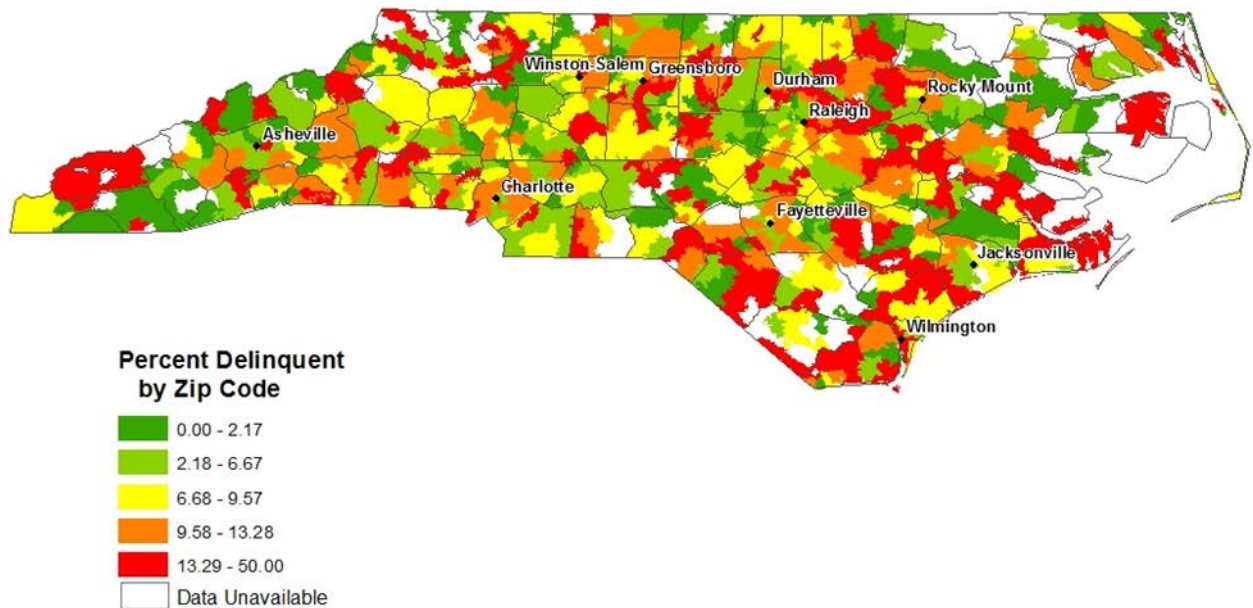 Winston-Salem
Greensboro
Durham
Rocky Mount
Raleigh
Asheville
Charlotte
Fayetteville
Jacksonville
Wilmington
Percent Delinquent
by Zip Code
0.00 - 2.17
2.18 - 6.67
6.68 - 9.57
9.58 - 13.28
13.29 - 50.00
Data Unavailable